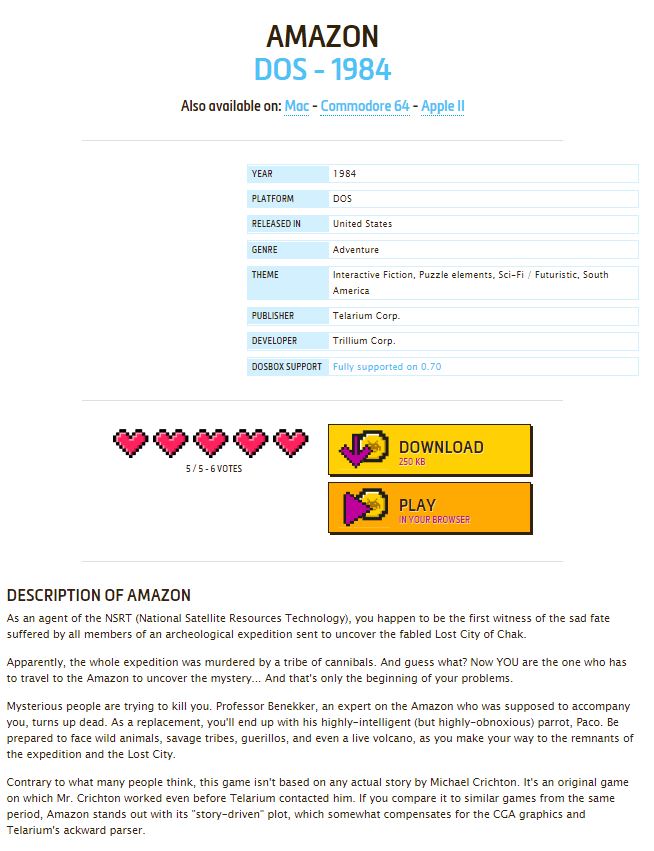 AMAZON
DOS - 1984
Also available on: Mac - Commodore 64 - Apple II
YEAR 1984
PLATFORM DOS
RELEASED IN United States
GENRE Adventure
THEME Interactive Fiction, Puzzle elements, Sci-Fi / Futuristic, South
America
PUBLISHER Telarium Corp.
DEVELOPER Trillium Corp.
DOSBOX SUPPORT Fully supported on 0.70
5 / 5 - 6 VOTES
DOWNLOAD
250 KB
PLAY
IN YOUR BROWSER
DESCRIPTION OF AMAZON
As an agent of the NSRT (National Satellite Resources Technology), you happen to be the first witness of the sad fate
suffered by all members of an archeological expedition sent to uncover the fabled Lost City of Chak.
Apparently, the whole expedition was murdered by a tribe of cannibals. And guess what? Now YOU are the one who has
to travel to the Amazon to uncover the mystery... And that's only the beginning of your problems.
Mysterious people are trying to kill you. Professor Benekker, an expert on the Amazon who was supposed to accompany
you, turns up dead. As a replacement, you'll end up with his highly-intelligent (but highly-obnoxious) parrot, Paco. Be
prepared to face wild animals, savage tribes, guerillos, and even a live volcano, as you make your way to the remnants of
the expedition and the Lost City.
Contrary to what many people think, this game isn't based on any actual story by Michael Crichton. It's an original game
on which Mr. Crichton worked even before Telarium contacted him. If you compare it to similar games from the same
period, Amazon stands out with its "story-driven" plot, which somewhat compensates for the CGA graphics and
Telarium's ackward parser.